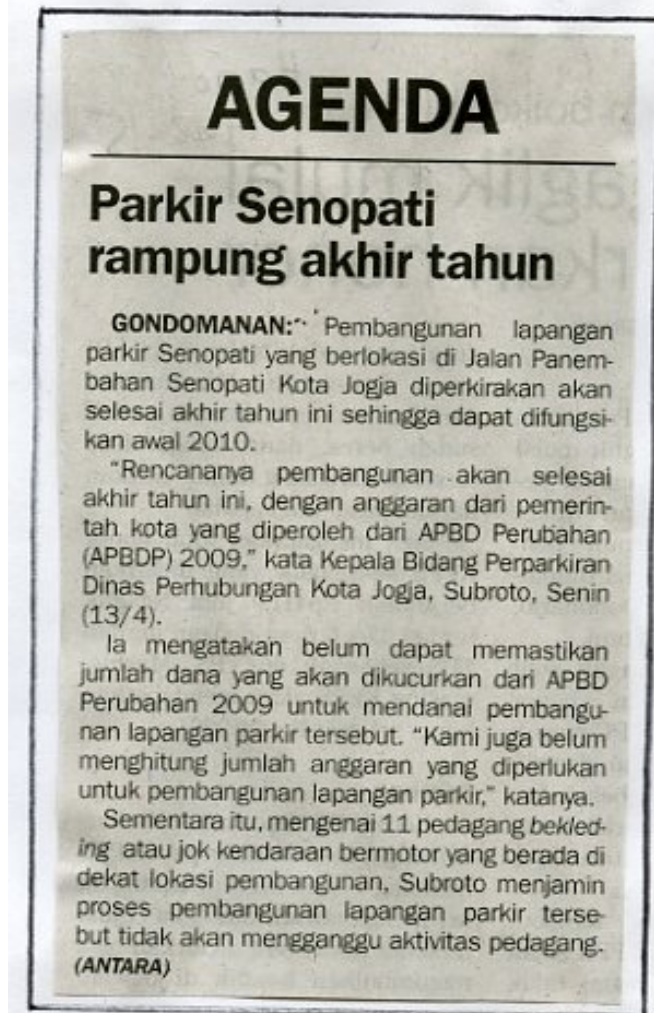 AGENDA
Parkir Senopati
rampung akhir tahun
GONDOMANAN: Pembangunan lapangan
parkir Senopati yang berlokasi di Jalan Panem-
bahan Senopati Kota Jogja diperkirakan akan
selesai akhir tahun ini sehingga dapat difungsi-
kan awal 2010.
"Rencananya pembangunan akan selesai
akhir tahun ini, dengan anggaran dari pemerin-
tah kota yang diperoleh dari APBD Perubahan
(APBDP) 2009," kata Kepala Bidang Perparkiran
Dinas Perhubungan Kota Jogja, Subroto, Senin
(13/4).
Ia mengatakan belum dapat memastikan
jumlah dana yang akan dikucurkan dari APBD
Perubahan 2009 untuk mendanai pembangu-
nan lapangan parkir tersebut. "Kami juga belum
menghitung jumlah anggaran yang diperlukan
untuk pembangunan lapangan parkir," katanya.
Sementara itu, mengenai 11 pedagang bekled-
ing atau jok kendaraan bermotor yang berada di
dekat lokasi pembangunan, Subroto menjamin
proses pembangunan lapangan parkir terse-
but tidak akan mengganggu aktivitas pedagang.
(ANTARA)